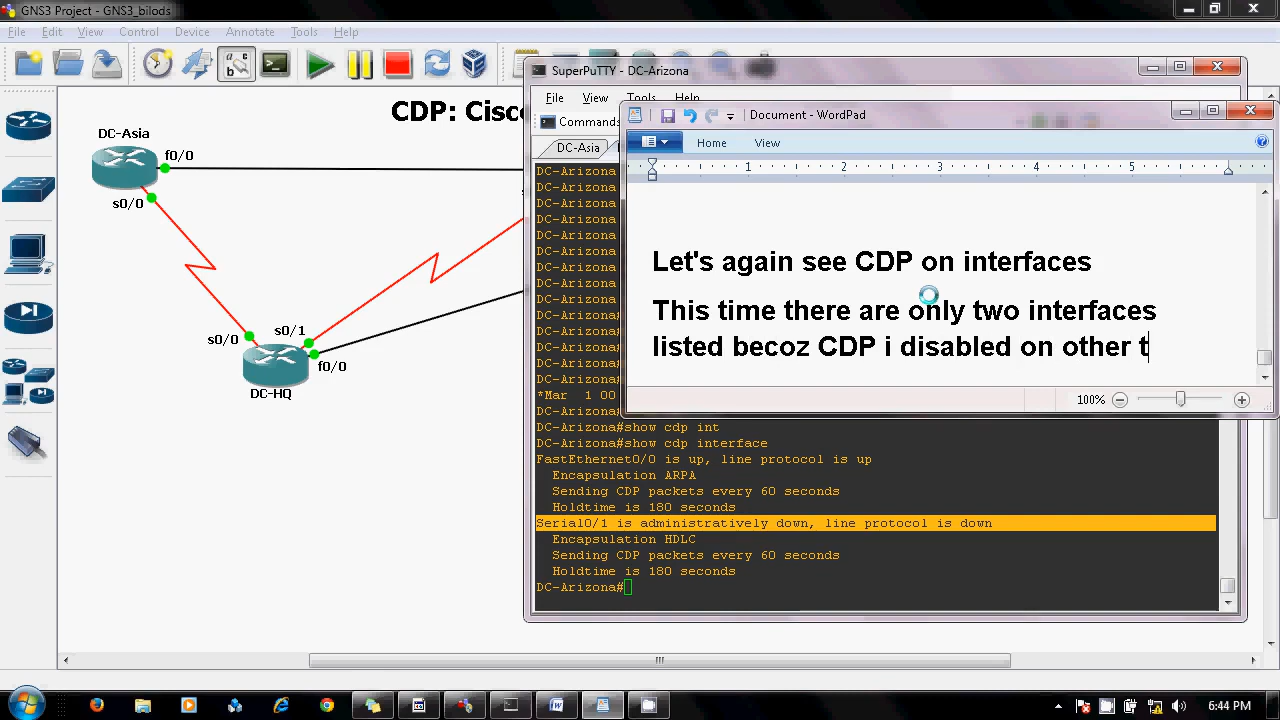 GNS3 Project - GNS3_bilods
File Edit View Control Device Annotate Tools Help
CDP: Cisc
DC-Asia
f0/0
s0/0
s0/0
s0/1
f0/0
DC-HQ
SuperPuTTY - DC-Arizona
File View Tools Help
Commands
DC-Asia
Document - WordPad
Home View
1 2 3 4 5
Let's again see CDP on interfaces
This time there are only two interfaces
listed becoz CDP i disabled on other t
100%
DC-Arizona
DC-Arizona
DC-Arizona
DC-Arizona
DC-Arizona
DC-Arizona
DC-Arizona
DC-Arizona
DC-Arizona
DC-Arizona
DC-Arizona
DC-Arizona
DC-Arizona
DC-Arizona
*Mar 1 00
DC-Arizona
DC-Arizona#show cdp int
DC-Arizona#show cdp interface
FastEthernet0/0 is up, line protocol is up
Encapsulation ARPA
Sending CDP packets every 60 seconds
Holdtime is 180 seconds
Serial0/1 is administratively down, line protocol is down
Encapsulation HDLC
Sending CDP packets every 60 seconds
Holdtime is 180 seconds
DC-Arizona#
6:44 PM